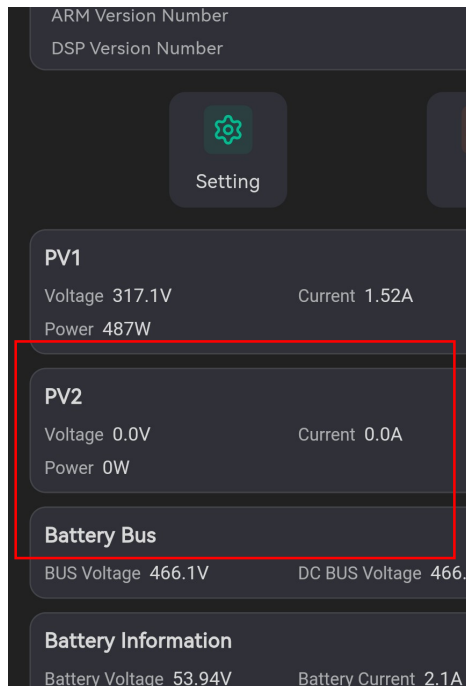 ARM Version Number
DSP Version Number
Setting
PV1
Voltage 317.1V Current 1.52A
Power 487W
PV2
Voltage 0.0V Current 0.0A
Power 0W
Battery Bus
BUS Voltage 466.1V DC BUS Voltage 466.
Battery Information
Battery Voltage 53.94V Battery Current 2.1A